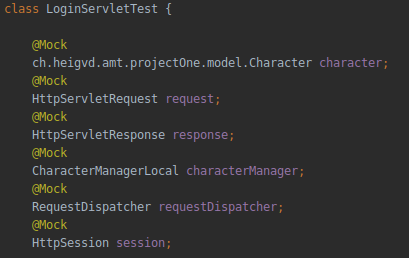 class LoginServletTest {
@Mock
ch.heigvd.amt.projectOne.model.Character character;
@Mock
HttpServletRequest request;
@Mock
HttpServletResponse response;
@Mock
CharacterManagerLocal characterManager;
@Mock
RequestDispatcher requestDispatcher;
@Mock
HttpSession session;